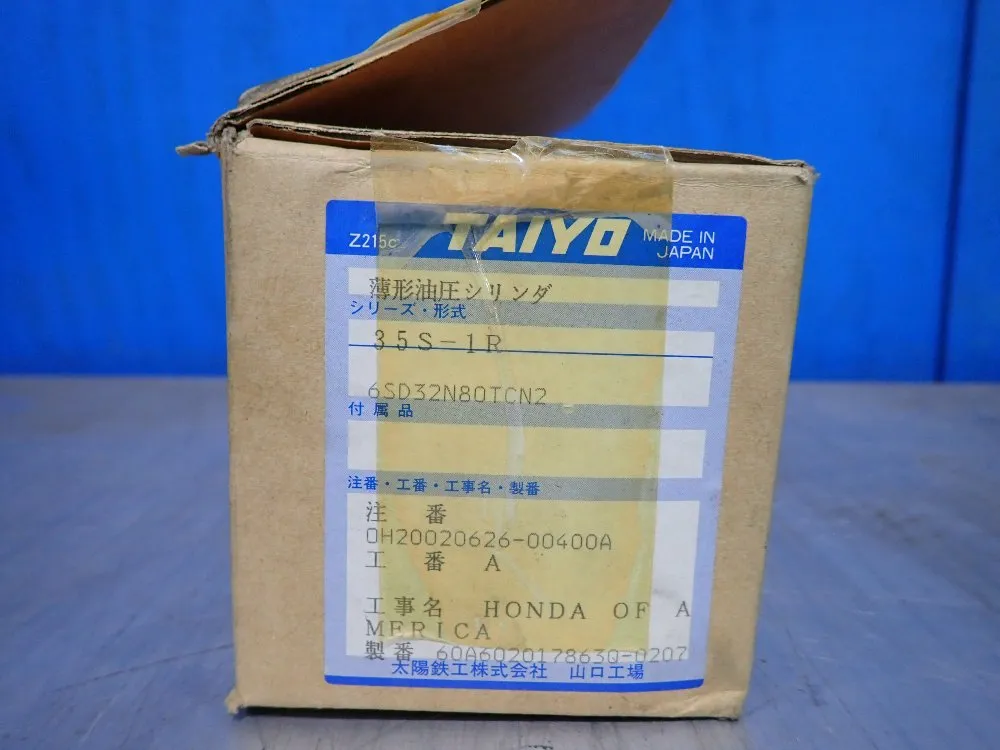 Z215c
TAIYO
MADE IN
JAPAN
薄形油圧シリンダ
シリーズ・形式
35S-1R
6SD32N80TCN2
付属品
注番・工番・工事名・製番
注 番
OH20020626-00400A
工 番 A
工事名 HONDA OF A
MERICA
製番 60A6020178630-0207
太陽鉄工株式会社 山口工場